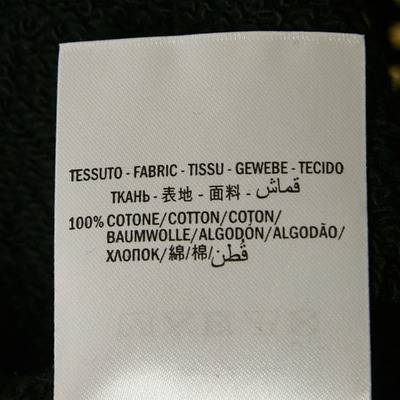 TESSUTO - FABRIC - TISSU - GEWEBE - TECIDO
ТКАНЬ - 表地 - 面料 - قماش
100% COTONE/COTTON/COTON/
BAUMWOLLE/ALGODÓN/ALGODÃO/
ХЛОПОК/綿/棉/قُطن